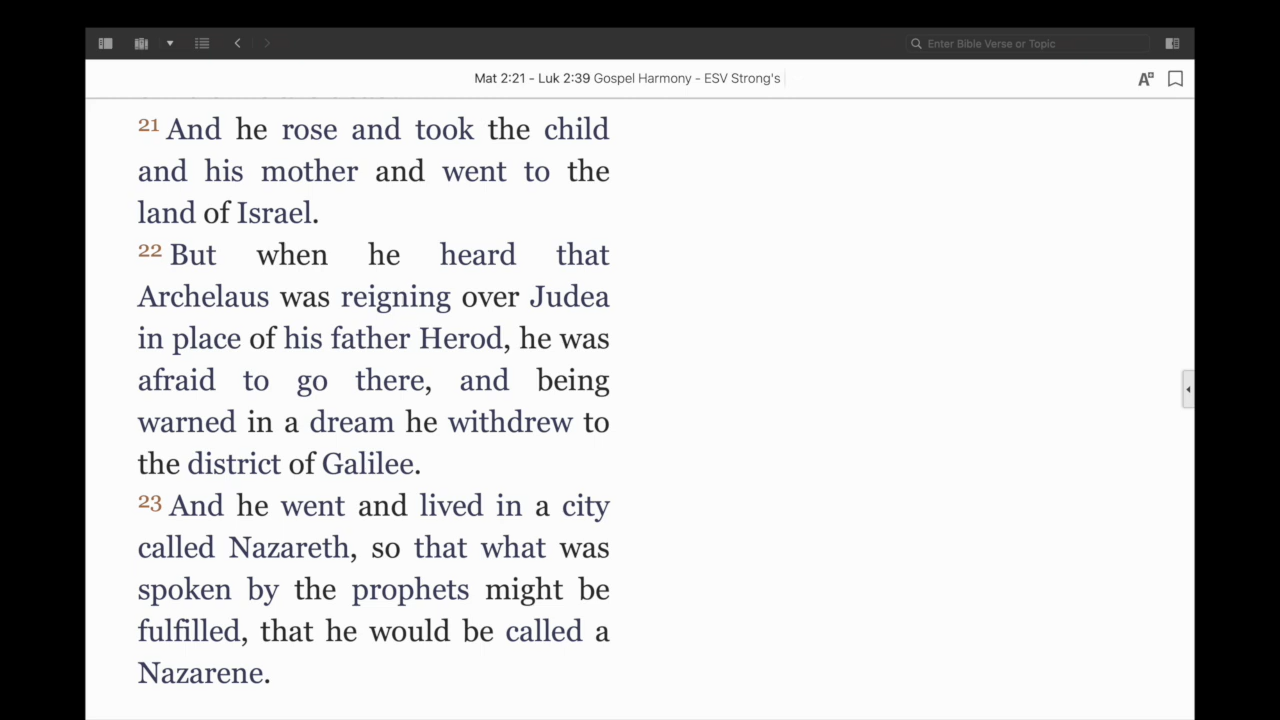 Enter Bible Verse or Topic
Mat 2:21 - Luk 2:39 Gospel Harmony - ESV Strong's
A
21 And he rose and took the child
and his mother and went to the
land of Israel.
22 But when he heard that
Archelaus was reigning over Judea
in place of his father Herod, he was
afraid to go there, and being
warned in a dream he withdrew to
the district of Galilee.
23 And he went and lived in a city
called Nazareth, so that what was
spoken by the prophets might be
fulfilled, that he would be called a
Nazarene.